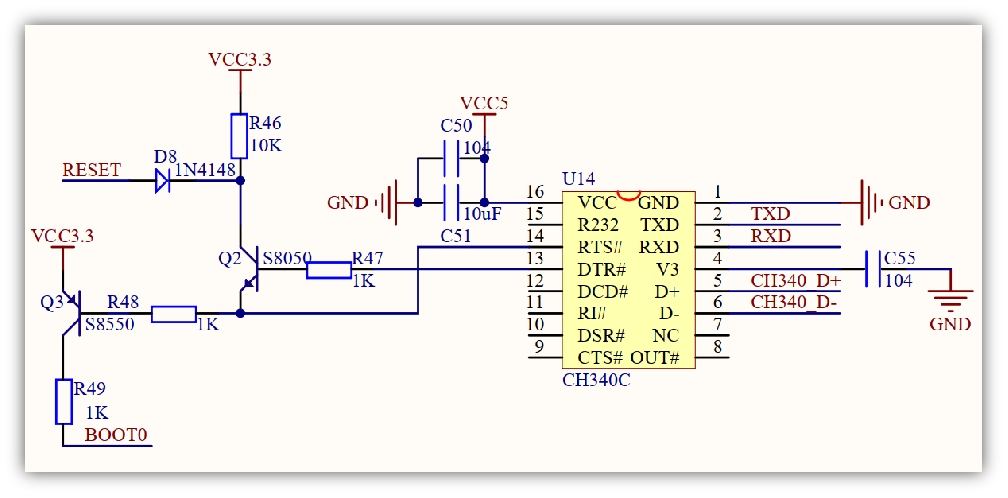 VCC3.3
R46
10K
D8
RESET
1N4148
VCC5
C50
104
GND
10uF
C51
VCC3.3
Q2
S8050
R47
1K
Q3
R48
S8550
1K
R49
1K
BOOT0
U14
16 VCC GND 1 GND
15 R232 TXD 2 TXD
14 RTS# RXD 3 RXD
13 DTR# V3 4 C55
104
12 DCD# D+ 5 CH340_D+
11 RI# D- 6 CH340_D-
10 DSR# NC 7
9 CTS# OUT# 8
GND
CH340C